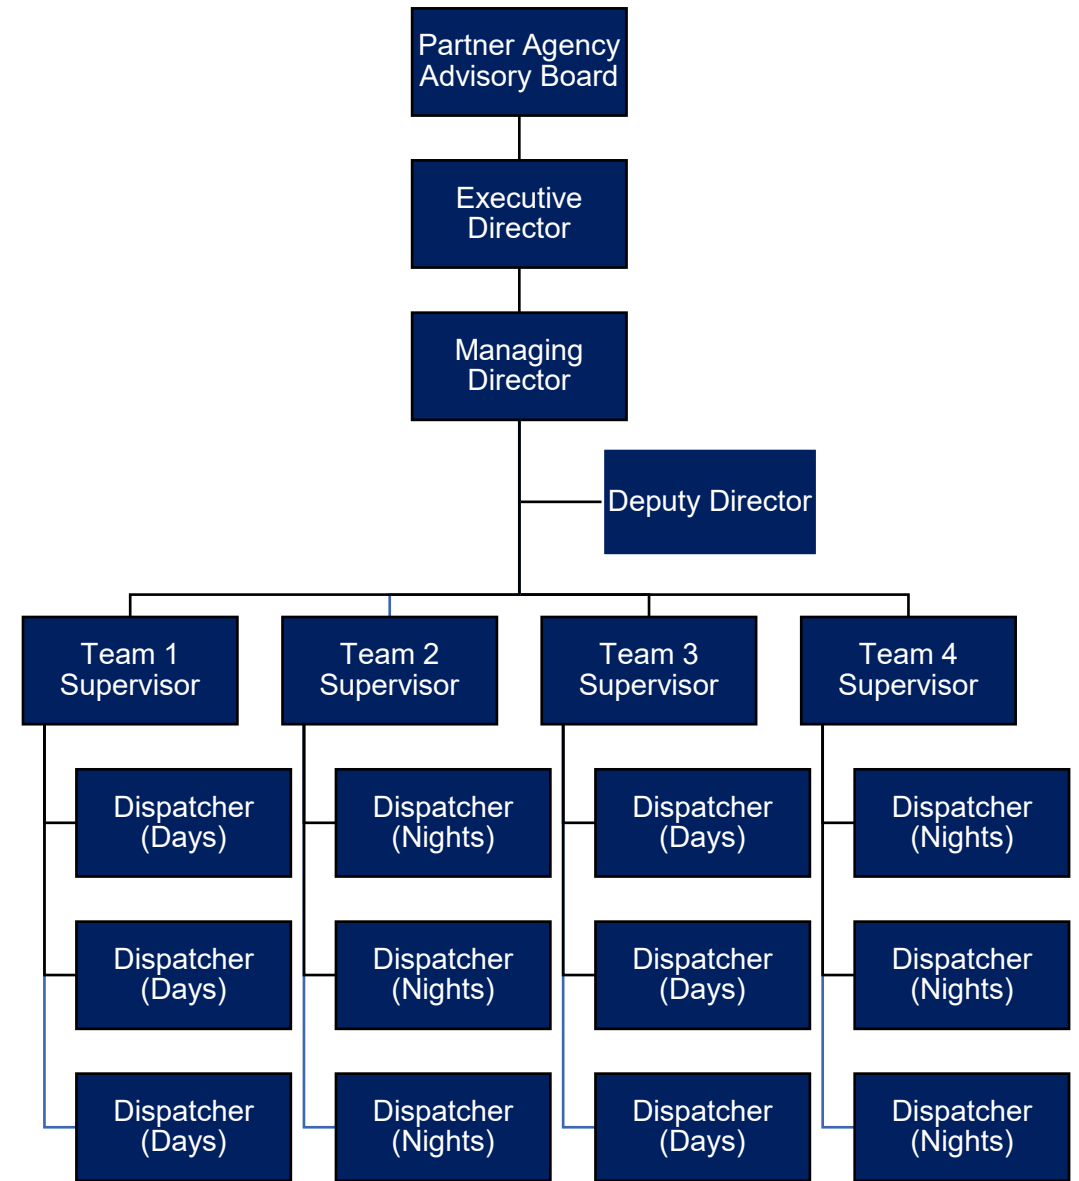 Partner Agency
Advisory Board
Executive
Director
Managing
Director
Deputy Director
Team 1
Supervisor
Team 2
Supervisor
Team 3
Supervisor
Team 4
Supervisor
Dispatcher
(Days)
Dispatcher
(Nights)
Dispatcher
(Days)
Dispatcher
(Nights)
Dispatcher
(Days)
Dispatcher
(Nights)
Dispatcher
(Days)
Dispatcher
(Nights)
Dispatcher
(Days)
Dispatcher
(Nights)
Dispatcher
(Days)
Dispatcher
(Nights)